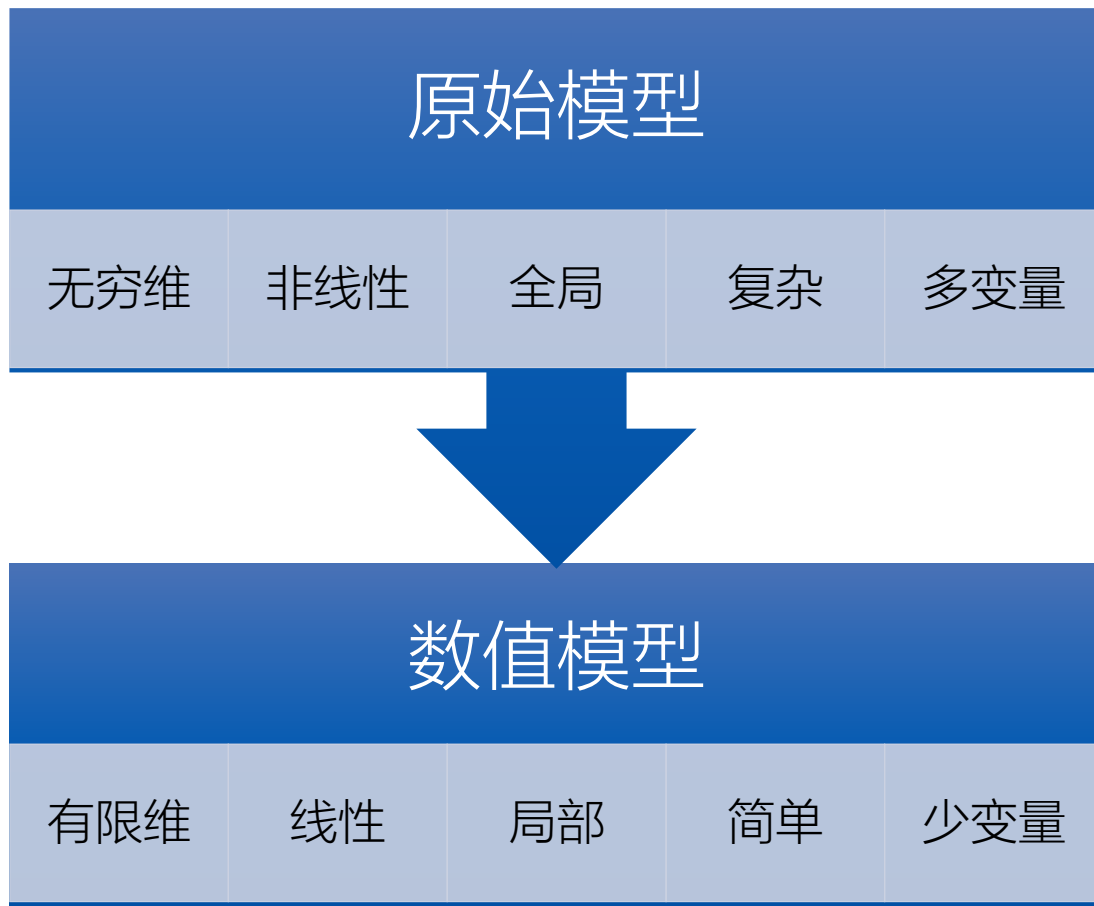 原始模型
无穷维 非线性 全局 复杂 多变量
数值模型
有限维 线性 局部 简单 少变量